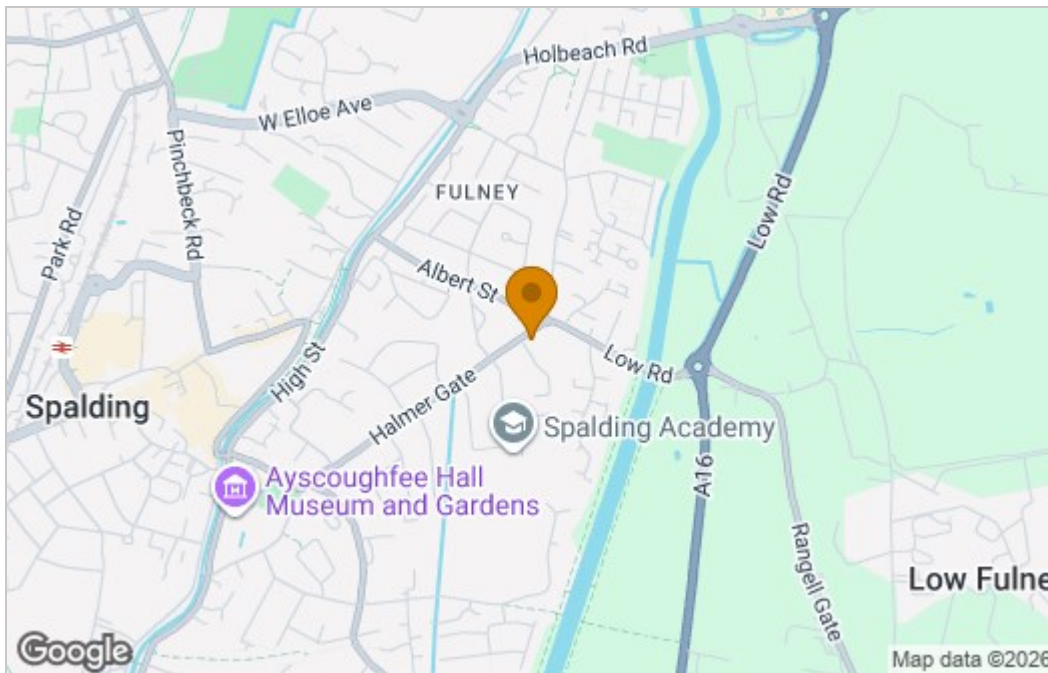 Holbeach Rd
W Elloe Ave
Pinchbeck Rd
Park Rd
FULNEY
Low Rd
Albert St
High St
Low Rd
Spalding
Halmer Gate
Spalding Academy
A16
Ayscoughfee Hall
Museum and Gardens
Rangell Gate
Low Fulne
Google
Map data ©2026